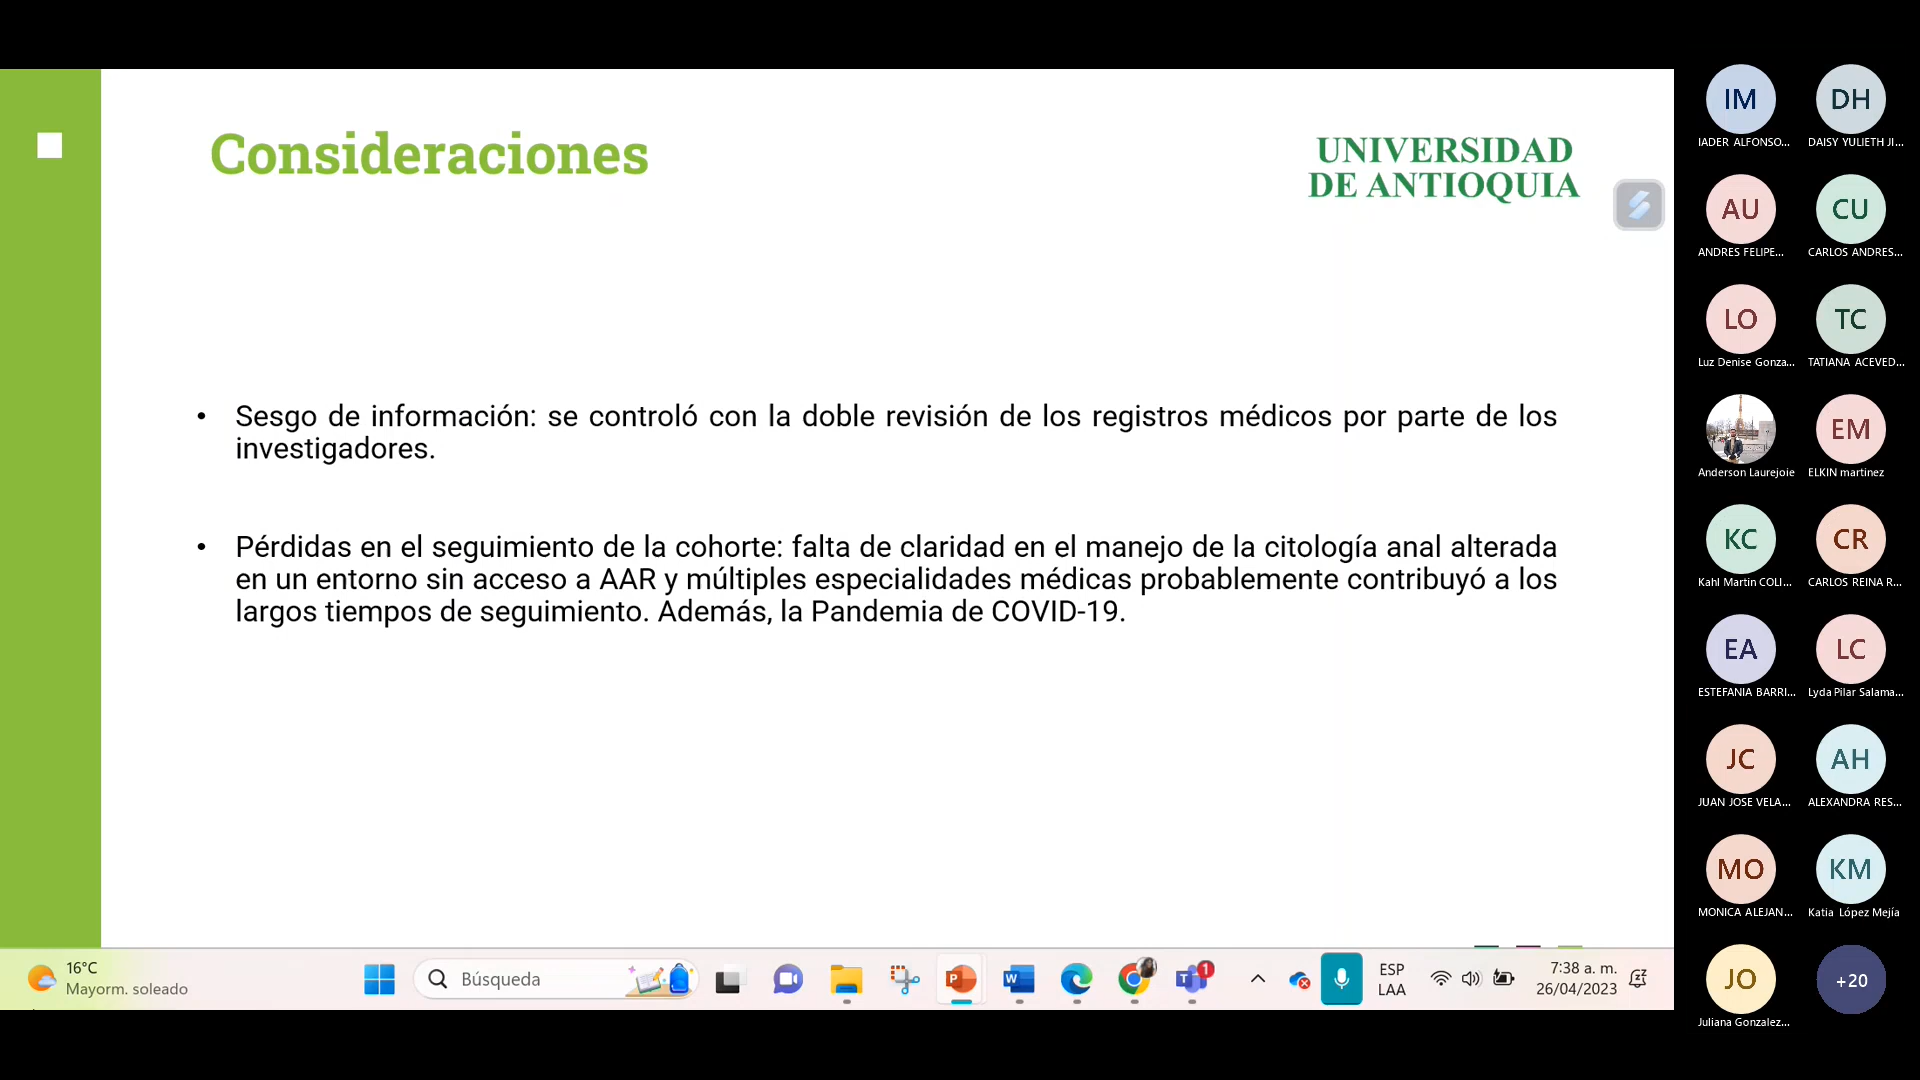 Consideraciones
UNIVERSIDAD
DE ANTIOQUIA
• Sesgo de información: se controló con la doble revisión de los registros médicos por parte de los
investigadores.
• Pérdidas en el seguimiento de la cohorte: falta de claridad en el manejo de la citología anal alterada
en un entorno sin acceso a AAR y múltiples especialidades médicas probablemente contribuyó a los
largos tiempos de seguimiento. Además, la Pandemia de COVID-19.
16°C
Mayorm. soleado
Búsqueda
1
ESP
LAA
7:38 a. m.
26/04/2023
IM
IADER ALFONSO...
DH
DAISY YULIETH JI...
AU
ANDRES FELIPE...
CU
CARLOS ANDRES...
LO
Luz Denise Gonza...
TC
TATIANA ACEVED...
Anderson Laurejoie
EM
ELKIN martinez
KC
Kahl Martin COLI...
CR
CARLOS REINA R...
EA
ESTEFANIA BARRI...
LC
Lyda Pilar Salama...
JC
JUAN JOSE VELA...
AH
ALEXANDRA RES...
MO
MONICA ALEJAN...
KM
Katia López Mejía
JO
Juliana Gonzalez...
+20